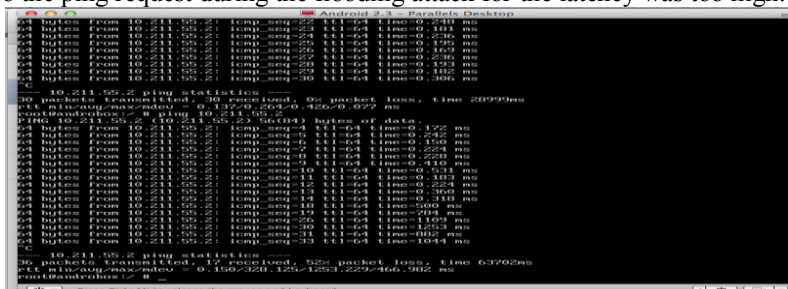 the ping request during the flooding attack for the latency was too high.
Android 2.3 – Parallels Desktop
64 bytes from 10.211.55.2: icmp_seq=22 ttl=64 time=0.248 ms
64 bytes from 10.211.55.2: icmp_seq=23 ttl=64 time=0.181 ms
64 bytes from 10.211.55.2: icmp_seq=24 ttl=64 time=0.236 ms
64 bytes from 10.211.55.2: icmp_seq=25 ttl=64 time=0.195 ms
64 bytes from 10.211.55.2: icmp_seq=26 ttl=64 time=0.169 ms
64 bytes from 10.211.55.2: icmp_seq=27 ttl=64 time=0.236 ms
64 bytes from 10.211.55.2: icmp_seq=28 ttl=64 time=0.193 ms
64 bytes from 10.211.55.2: icmp_seq=29 ttl=64 time=0.182 ms
64 bytes from 10.211.55.2: icmp_seq=30 ttl=64 time=0.306 ms
^C
--- 10.211.55.2 ping statistics ---
30 packets transmitted, 30 received, 0% packet loss, time 28999ms
rtt min/avg/max/mdev = 0.137/0.264/0.426/0.077 ms
root@androbox:/ # ping 10.211.55.2
PING 10.211.55.2 (10.211.55.2) 56(84) bytes of data.
64 bytes from 10.211.55.2: icmp_seq=4 ttl=64 time=0.172 ms
64 bytes from 10.211.55.2: icmp_seq=5 ttl=64 time=0.242 ms
64 bytes from 10.211.55.2: icmp_seq=6 ttl=64 time=0.150 ms
64 bytes from 10.211.55.2: icmp_seq=7 ttl=64 time=0.224 ms
64 bytes from 10.211.55.2: icmp_seq=8 ttl=64 time=0.228 ms
64 bytes from 10.211.55.2: icmp_seq=9 ttl=64 time=0.410 ms
64 bytes from 10.211.55.2: icmp_seq=10 ttl=64 time=0.531 ms
64 bytes from 10.211.55.2: icmp_seq=11 ttl=64 time=0.183 ms
64 bytes from 10.211.55.2: icmp_seq=12 ttl=64 time=0.224 ms
64 bytes from 10.211.55.2: icmp_seq=13 ttl=64 time=0.360 ms
64 bytes from 10.211.55.2: icmp_seq=14 ttl=64 time=0.318 ms
64 bytes from 10.211.55.2: icmp_seq=18 ttl=64 time=500 ms
64 bytes from 10.211.55.2: icmp_seq=19 ttl=64 time=784 ms
64 bytes from 10.211.55.2: icmp_seq=26 ttl=64 time=1109 ms
64 bytes from 10.211.55.2: icmp_seq=30 ttl=64 time=1253 ms
64 bytes from 10.211.55.2: icmp_seq=31 ttl=64 time=882 ms
64 bytes from 10.211.55.2: icmp_seq=33 ttl=64 time=1044 ms
^C
--- 10.211.55.2 ping statistics ---
36 packets transmitted, 17 received, 52% packet loss, time 63702ms
rtt min/avg/max/mdev = 0.150/328.125/1253.229/466.982 ms
root@androbox:/ # _